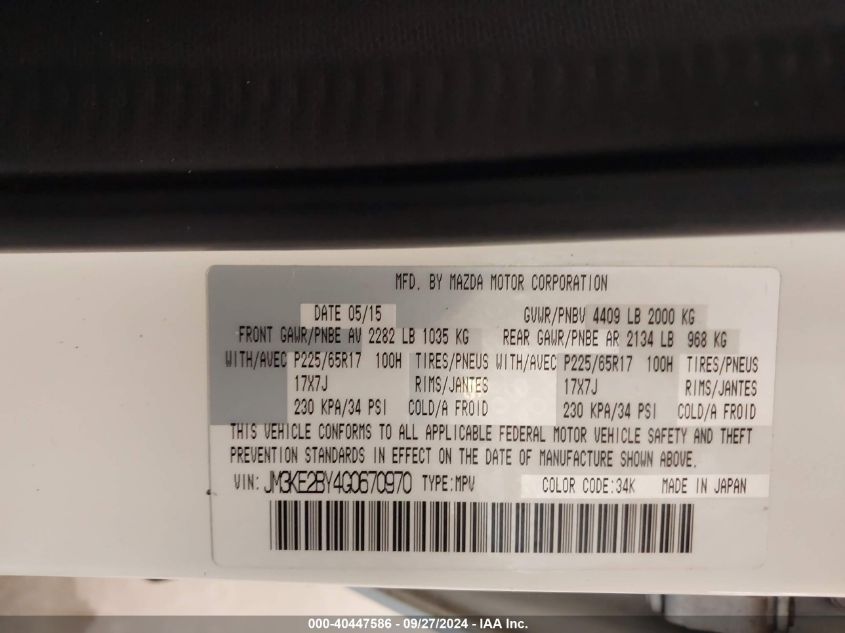 MFD. BY MAZDA MOTOR CORPORATION
DATE 05/15 GVWR/PNBV 4409 LB 2000 KG
FRONT GAWR/PNBE AV 2282 LB 1035 KG REAR GAWR/PNBE AR 2134 LB 968 KG
WITH/AVEC P225/65R17 100H TIRES/PNEUS WITH/AVEC P225/65R17 100H TIRES/PNEUS
17X7J RIMS/JANTES 17X7J RIMS/JANTES
230 KPA/34 PSI COLD/A FROID 230 KPA/34 PSI COLD/A FROID
THIS VEHICLE CONFORMS TO ALL APPLICABLE FEDERAL MOTOR VEHICLE SAFETY AND THEFT
PREVENTION STANDARDS IN EFFECT ON THE DATE OF MANUFACTURE SHOWN ABOVE.
VIN: JM3KE2BY4G0670970 TYPE:MPV COLOR CODE:34K MADE IN JAPAN
000-40447586 - 09/27/2024 - IAA Inc.